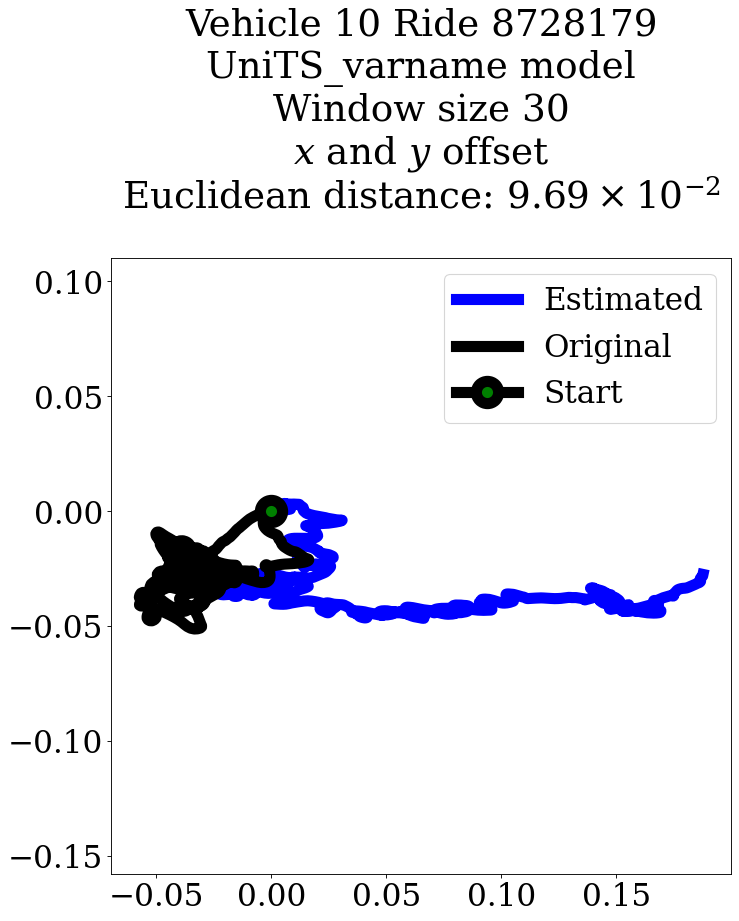 Vehicle 10 Ride 8728179
UniTS_varname model
Window size 30
x and y offset
Euclidean distance: 9.69 × 10⁻²
Estimated
Original
Start
0.10
0.05
0.00
−0.05
−0.10
−0.15
−0.05 0.00 0.05 0.10 0.15